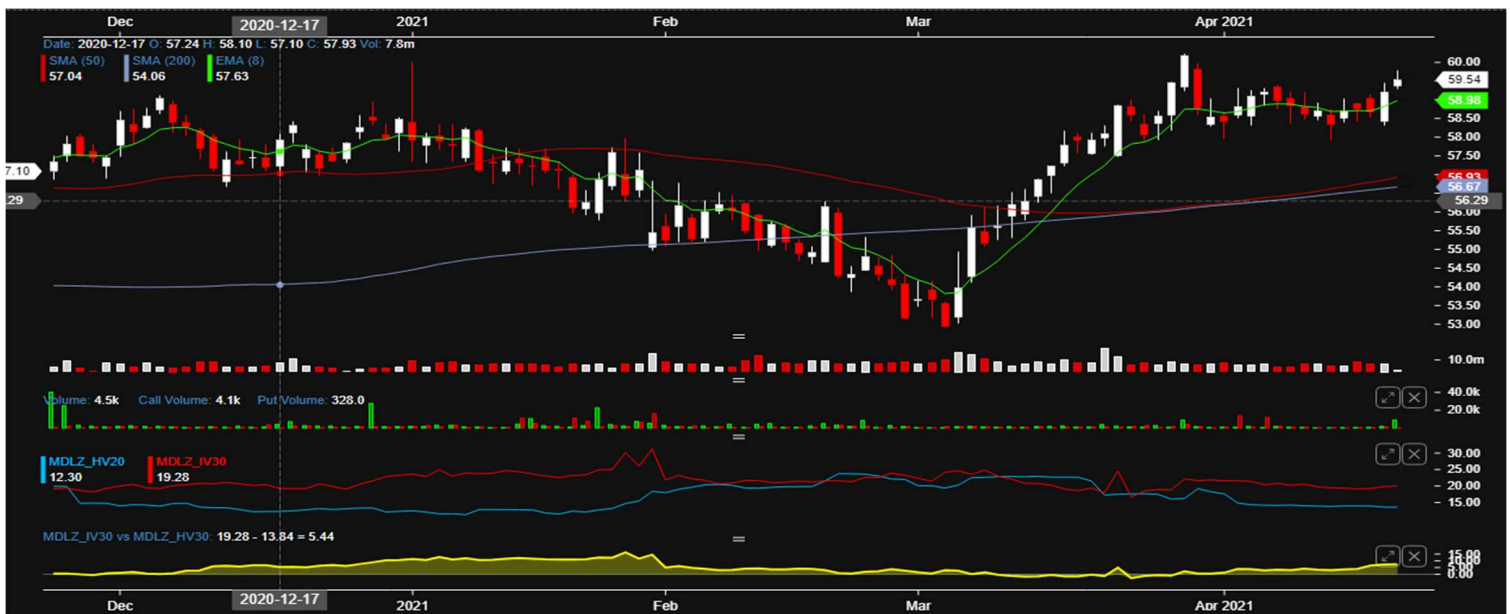 Dec 2020-12-17 2021 Feb Mar Apr 2021
Date: 2020-12-17 O: 57.24 H: 58.10 L: 57.10 C: 57.93 Vol: 7.8m
SMA (50) SMA (200) EMA (8)
57.04 54.06 57.63
60.00
59.54
58.98
58.50
58.00
57.50
7.10
56.93
56.67
.29 56.29
56.00
55.50
55.00
54.50
54.00
53.50
53.00
10.0m
40.0k
Volume: 4.5k Call Volume: 4.1k Put Volume: 328.0
20.0k
30.00
MDLZ_HV20 MDLZ_IV30
25.00
12.30 19.28
20.00
15.00
MDLZ_IV30 vs MDLZ_HV30: 19.28 - 13.84 = 5.44
15.00
10.00
5.00
0.00
Dec 2020-12-17 2021 Feb Mar Apr 2021